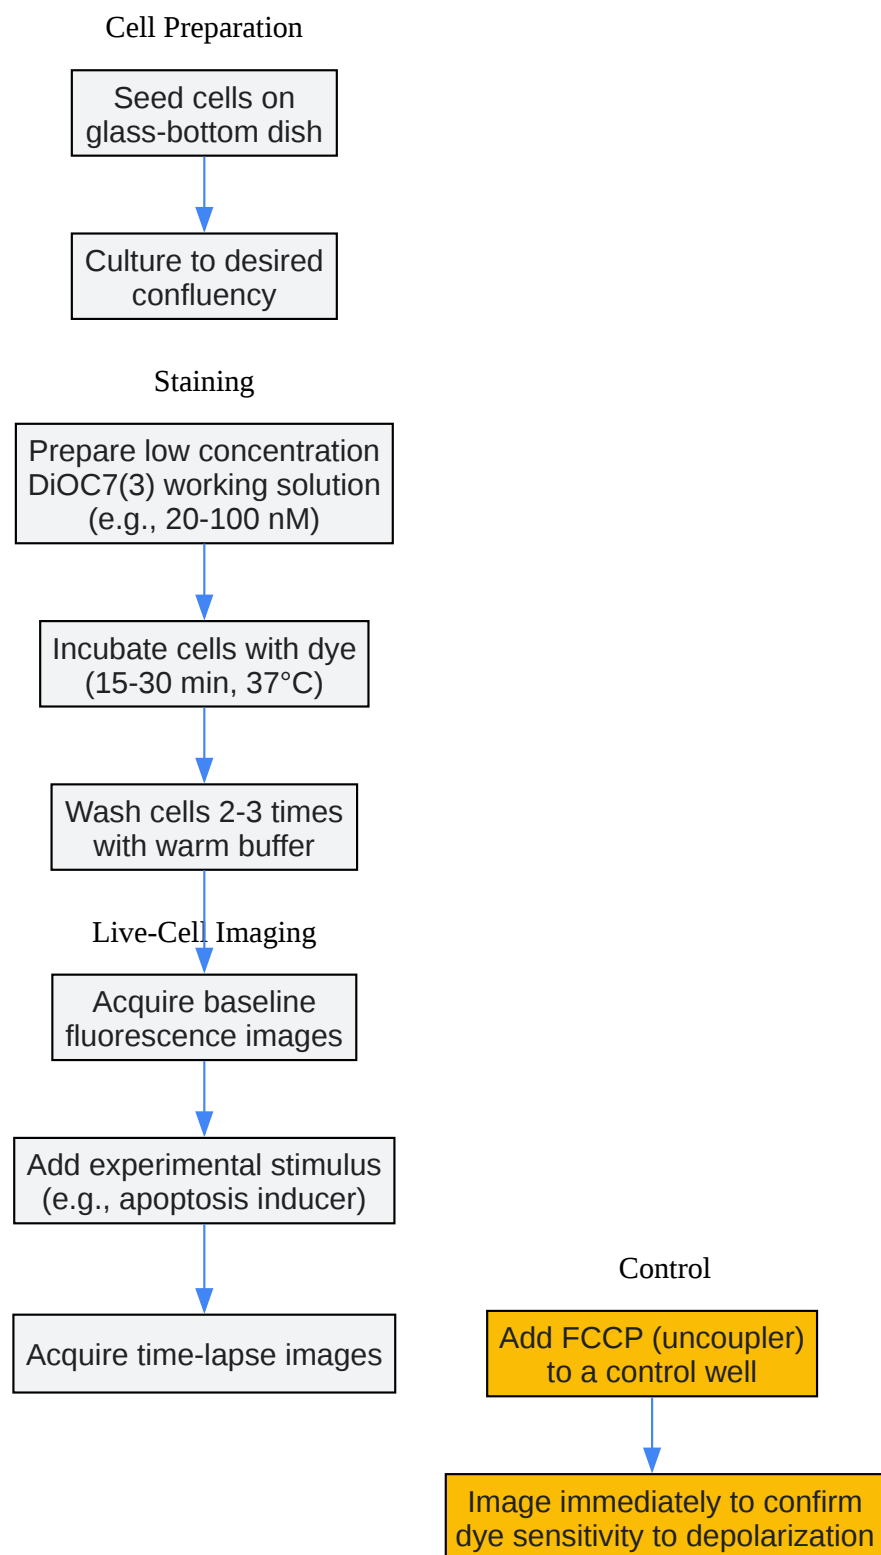 Cell Preparation
Seed cells on
glass-bottom dish
Culture to desired
confluency
Staining
Prepare low concentration
DiOC7(3) working solution
(e.g., 20-100 nM)
Incubate cells with dye
(15-30 min, 37°C)
Wash cells 2-3 times
with warm buffer
Live-Cell Imaging
Acquire baseline
fluorescence images
Add experimental stimulus
(e.g., apoptosis inducer)
Acquire time-lapse images
Control
Add FCCP (uncoupler)
to a control well
Image immediately to confirm
dye sensitivity to depolarization